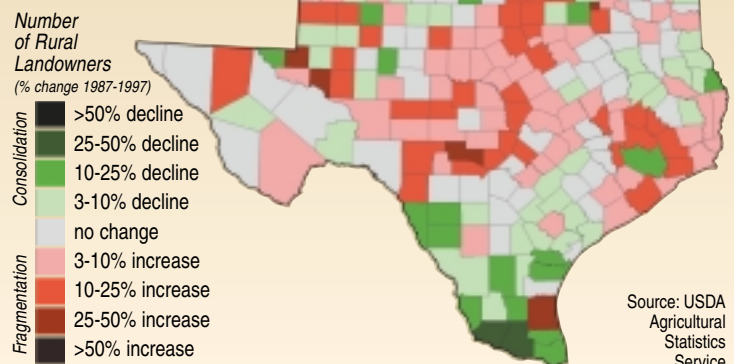 Number
of Rural
Landowners
(% change 1987-1997)
Consolidation
>50% decline
25-50% decline
10-25% decline
3-10% decline
no change
Fragmentation
3-10% increase
10-25% increase
25-50% increase
>50% increase
Source: USDA
Agricultural
Statistics
Service